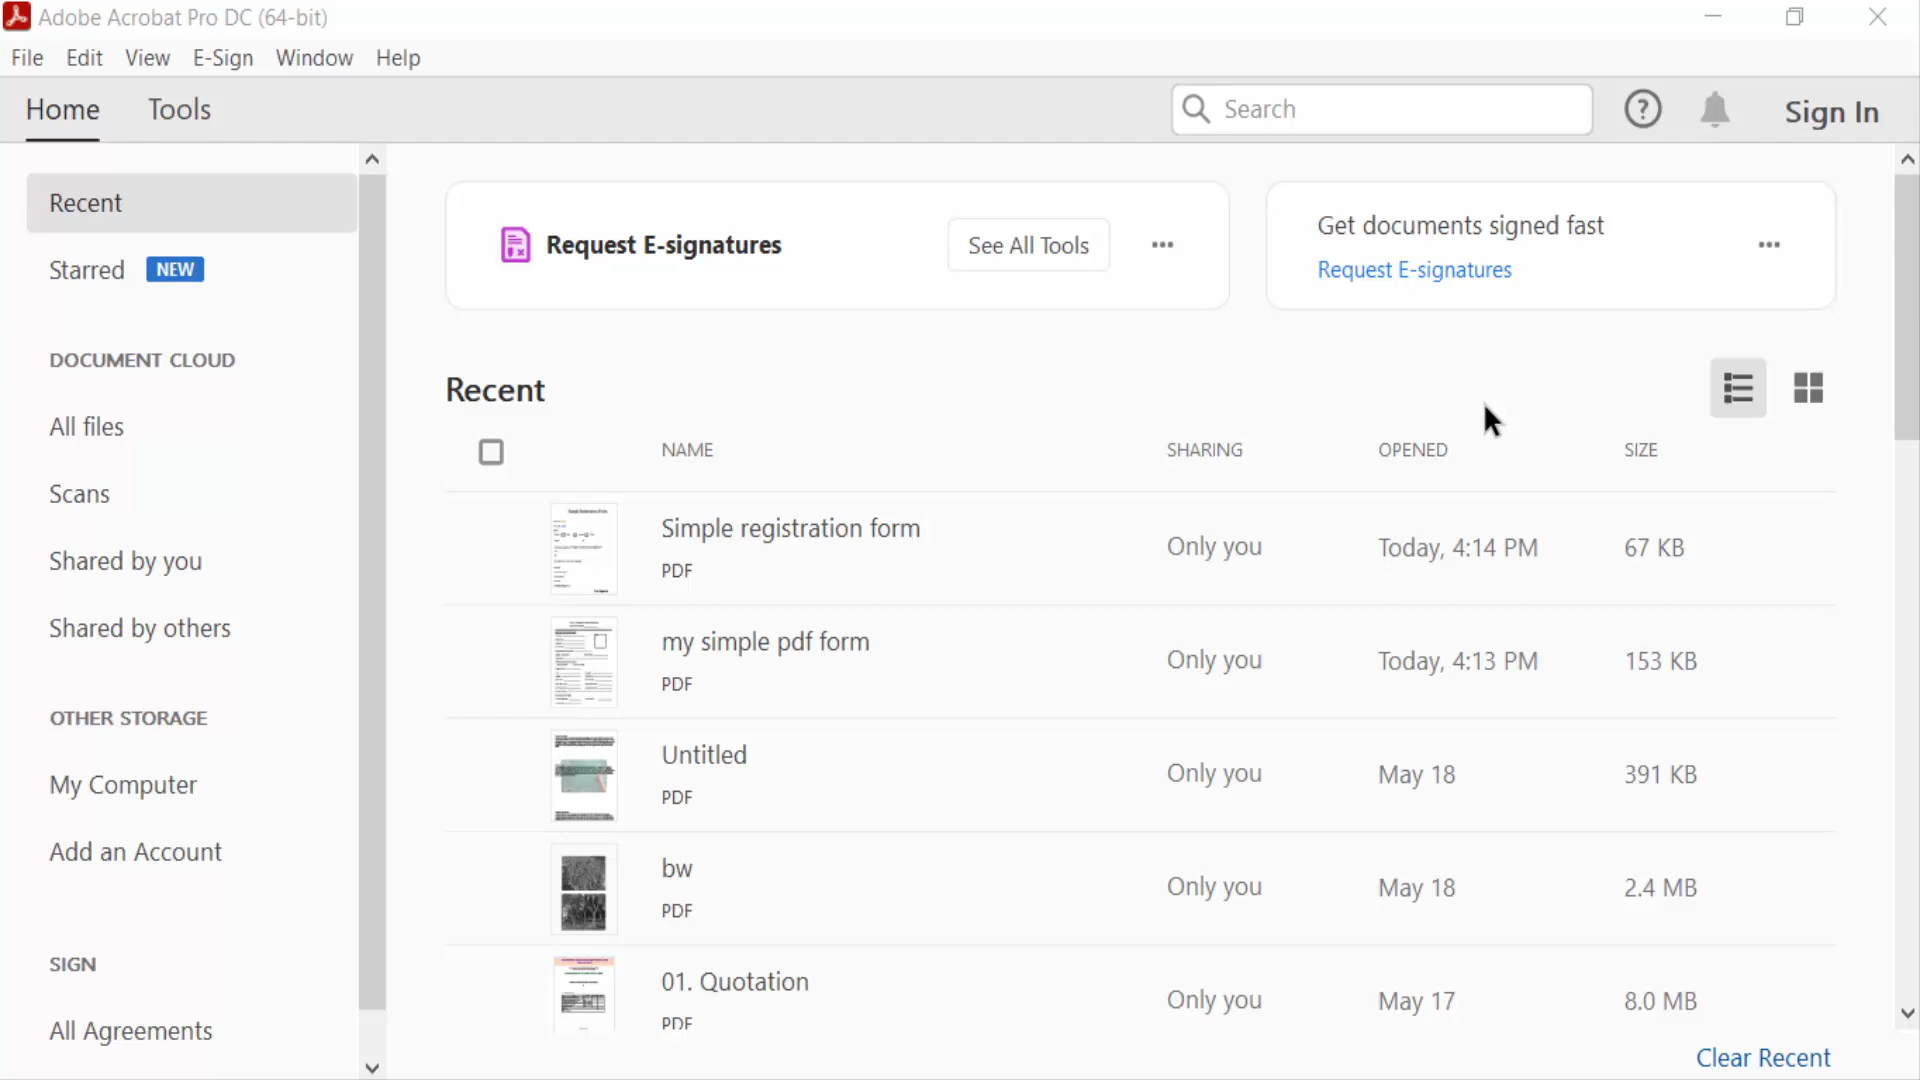 Adobe Acrobat Pro DC (64-bit)
File Edit View E-Sign Window Help
Home Tools Search Sign In
Recent
Starred NEW
DOCUMENT CLOUD
All files
Scans
Shared by you
Shared by others
OTHER STORAGE
My Computer
Add an Account
SIGN
All Agreements
Request E-signatures See All Tools
Get documents signed fast
Request E-signatures
Recent
NAME SHARING OPENED SIZE
Simple registration form Only you Today, 4:14 PM 67 KB
PDF
my simple pdf form Only you Today, 4:13 PM 153 KB
PDF
Untitled Only you May 18 391 KB
PDF
bw Only you May 18 2.4 MB
PDF
01. Quotation Only you May 17 8.0 MB
PDF
Clear Recent